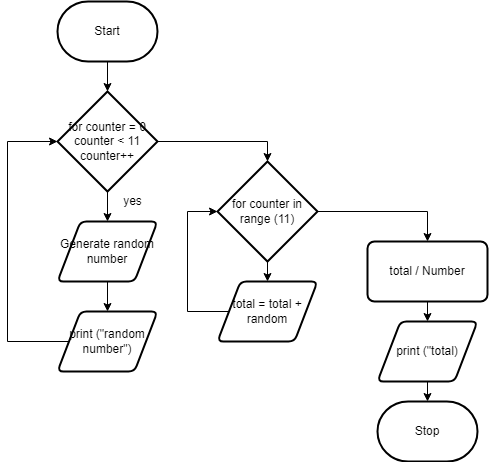 Start
for counter = 0
counter < 11
counter++
yes
Generate random
number
print ("random
number")
for counter in
range (11)
total = total +
random
total / Number
print ("total)
Stop